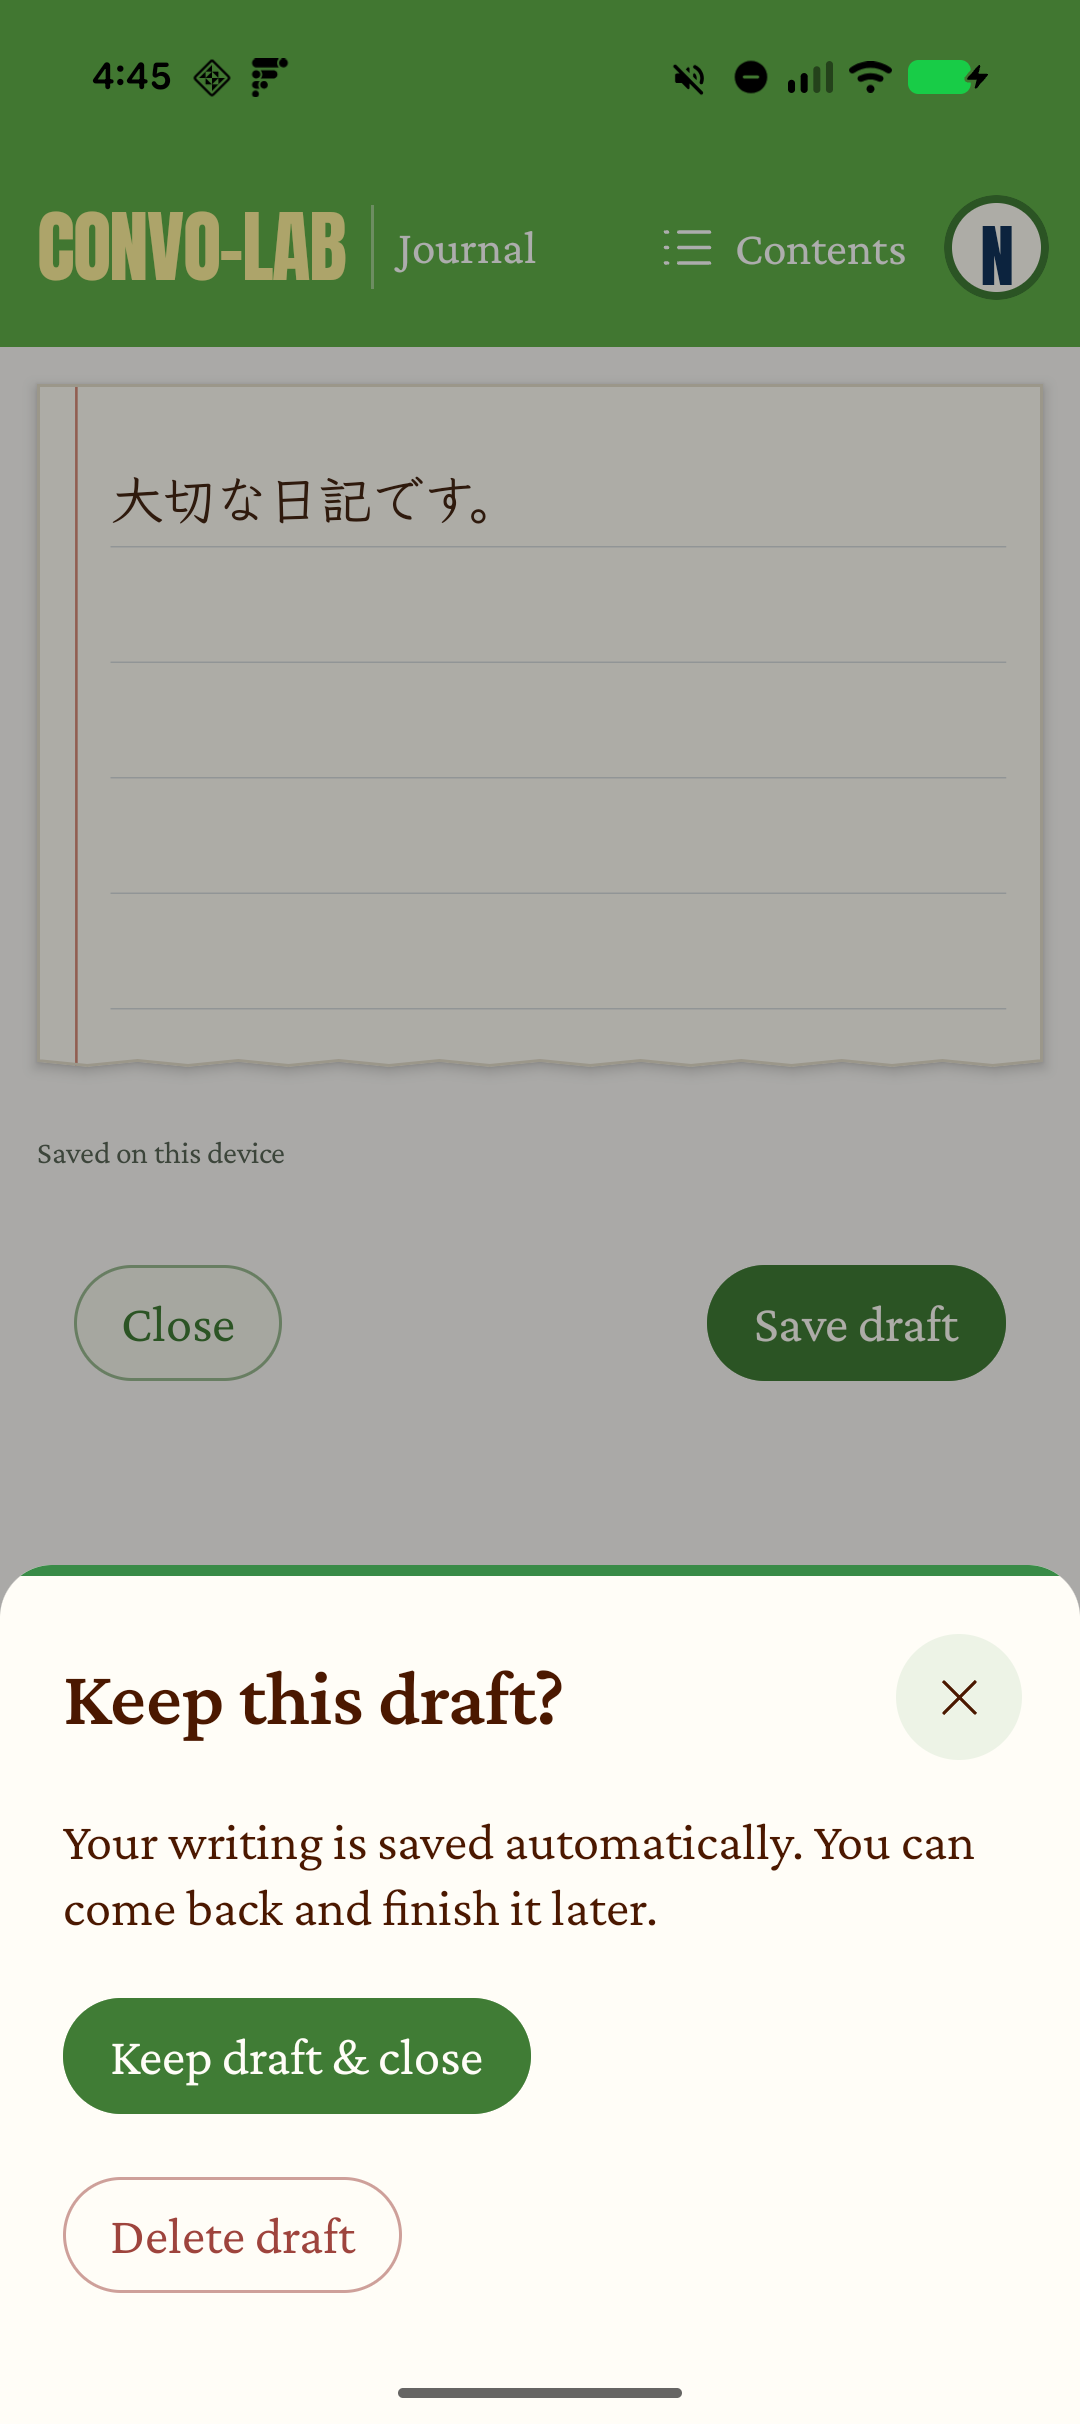 4:45
CONVO-LAB
Journal
Contents
N
大切な日記です。
Saved on this device
Close
Save draft
Keep this draft?
Your writing is saved automatically. You can
come back and finish it later.
Keep draft & close
Delete draft